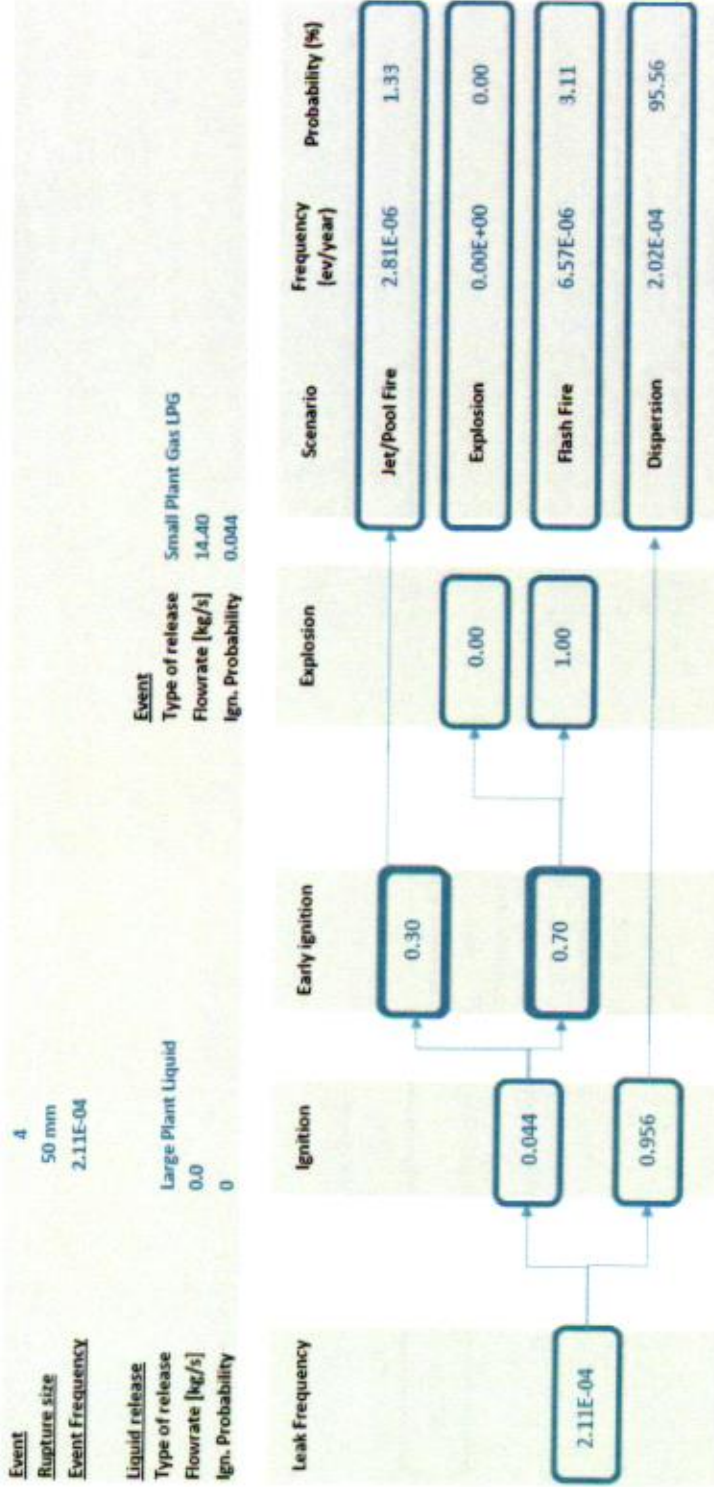 Event 4
Rupture size 50 mm
Event Frequency 2.11E-04
Liquid release
Type of release Large Plant Liquid
Flowrate [kg/s] 0.0
Ign. Probability 0
Event
Type of release Small Plant Gas LPG
Flowrate [kg/s] 14.40
Ign. Probability 0.044
Leak Frequency Ignition Early ignition Explosion Scenario Frequency [ev/year] Probability (%)
0.30 Jet/Pool Fire 2.81E-06 1.33
0.044 0.00 Explosion 0.00E+00 0.00
2.11E-04 0.70 1.00 Flash Fire 6.57E-06 3.11
0.956 Dispersion 2.02E-04 95.56